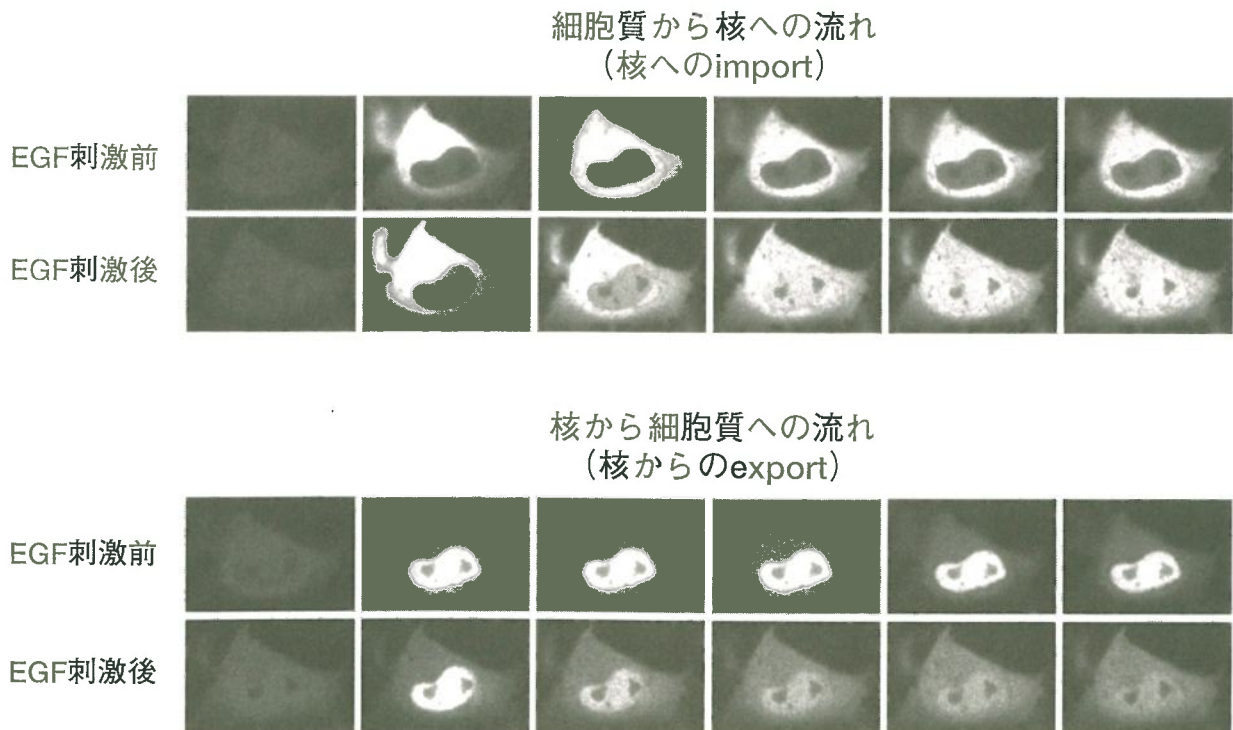 細胞質から核への流れ
（核へのimport）
EGF刺激前
EGF刺激後
核から細胞質への流れ
（核からのexport）
EGF刺激前
EGF刺激後